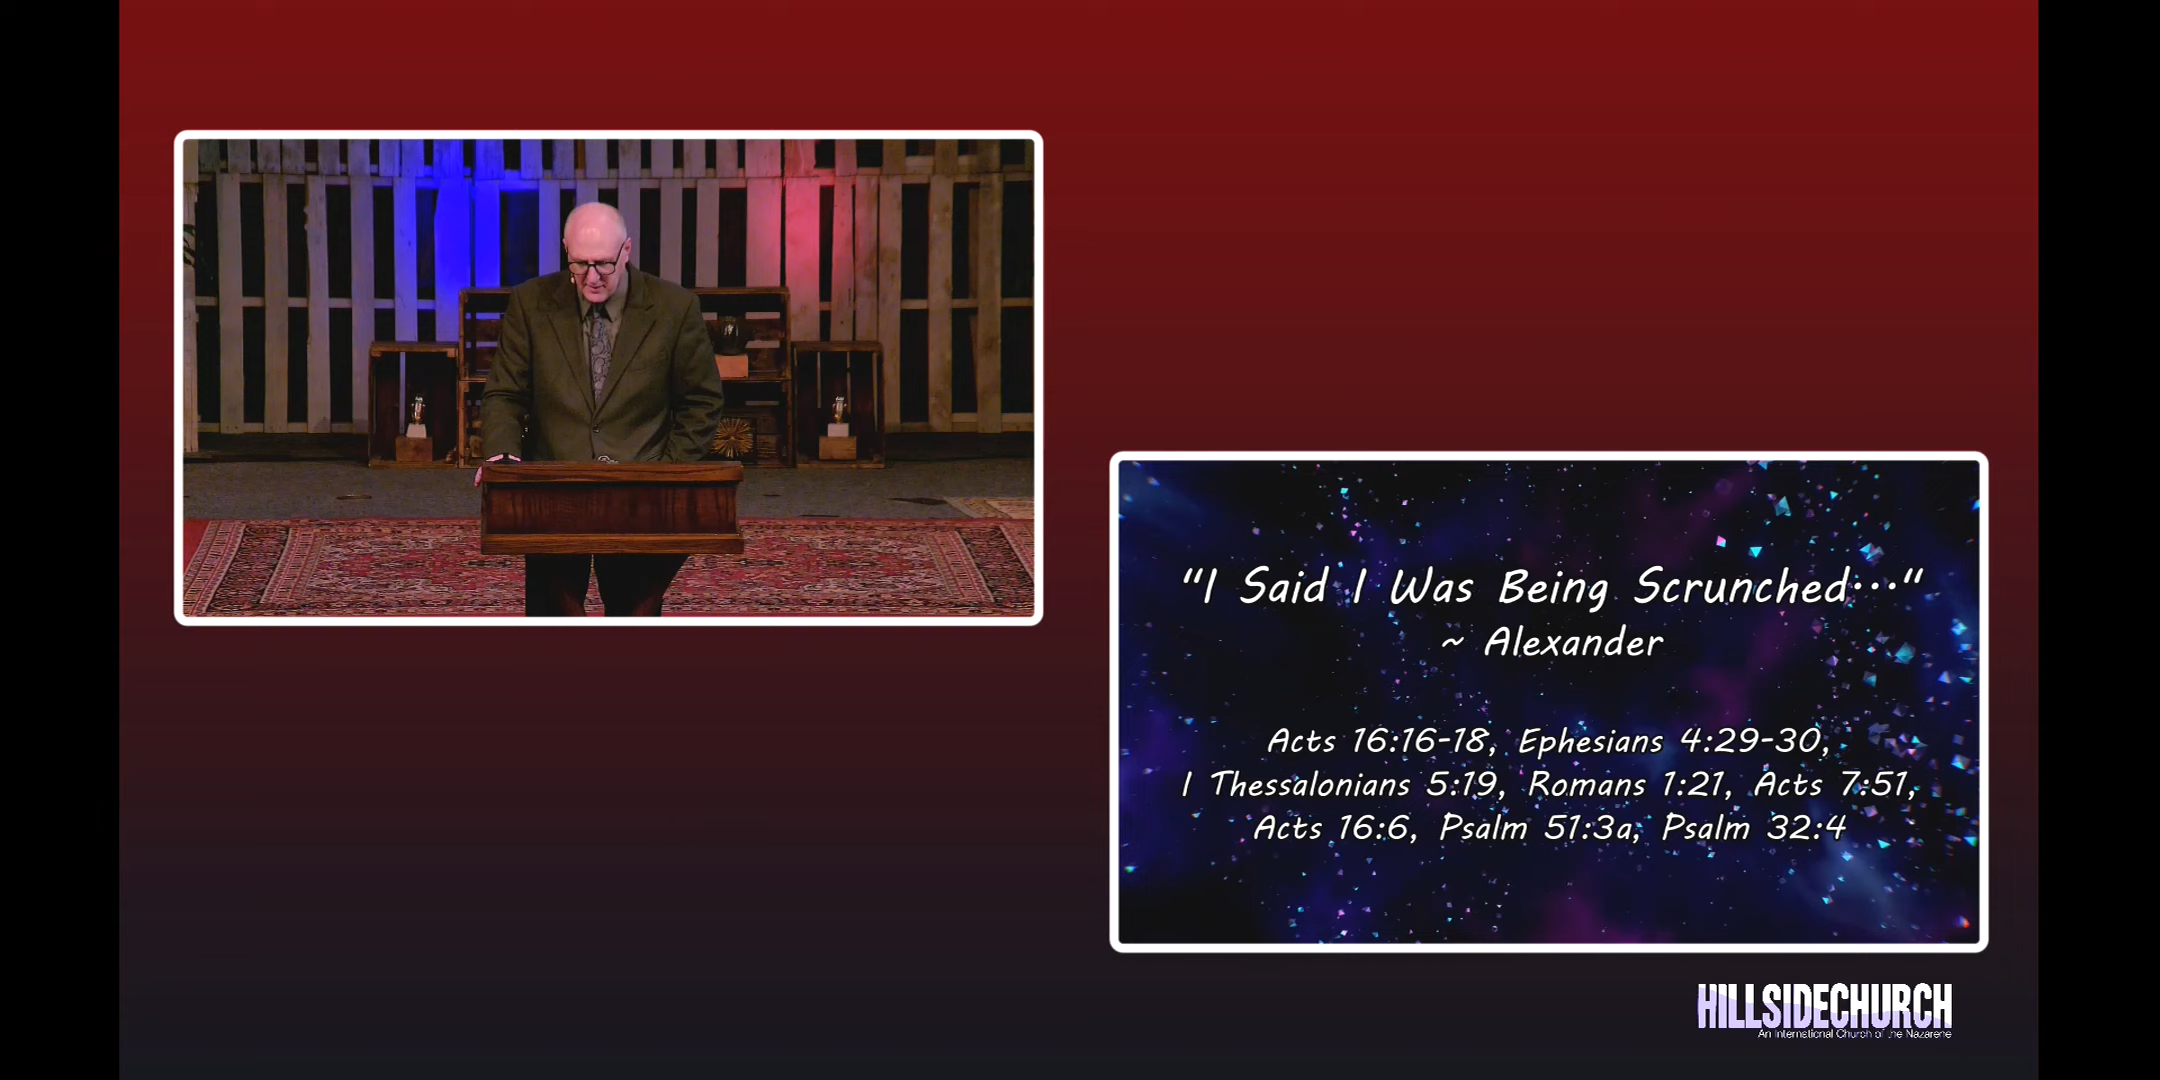 “I Said I Was Being Scrunched...“
~ Alexander
Acts 16:16-18, Ephesians 4:29-30,
1 Thessalonians 5:19, Romans 1:21, Acts 7:51,
Acts 16:6, Psalm 51:3a, Psalm 32:4
HILLSIDECHURCH
An International Church of the Nazarene